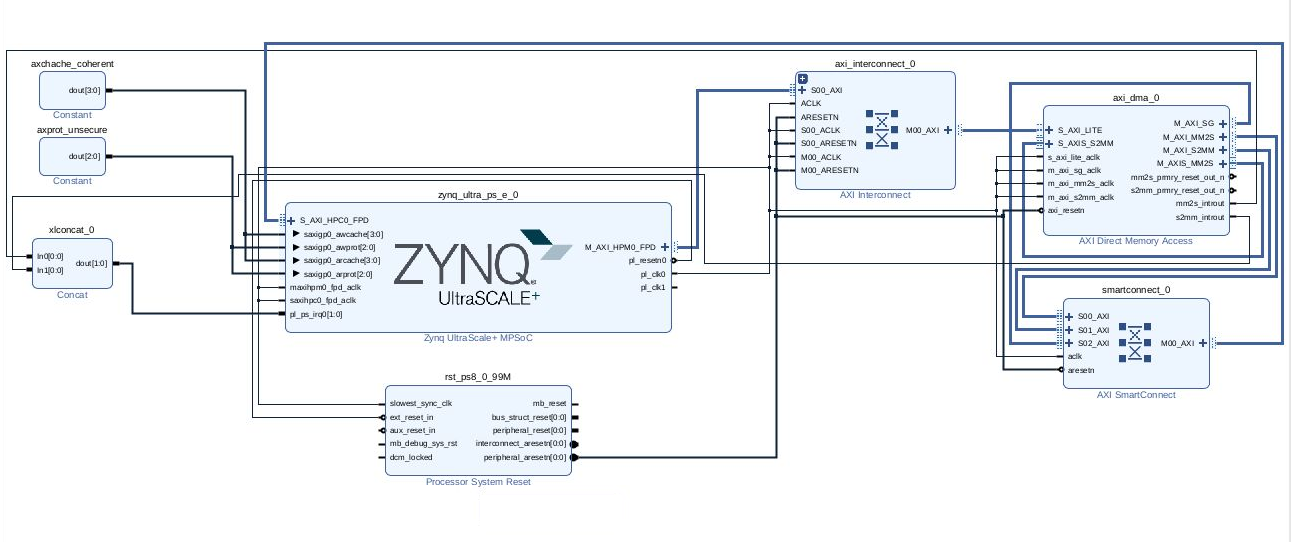 axchache_coherent
dout[3:0]
Constant
axprot_unsecure
dout[2:0]
Constant
xlconcat_0
In0[0:0]
In1[0:0]
dout[1:0]
Concat
zynq_ultra_ps_e_0
S_AXI_HPC0_FPD
saxigp0_awcache[3:0]
saxigp0_awprot[2:0]
saxigp0_arcache[3:0]
saxigp0_arprot[2:0]
maxihpm0_fpd_aclk
saxihpc0_fpd_aclk
pl_ps_irq0[1:0]
ZYNQ
UltraSCALE+
M_AXI_HPM0_FPD
pl_resetn0
pl_clk0
pl_clk1
Zynq UltraScale+ MPSoC
rst_ps8_0_99M
slowest_sync_clk
ext_reset_in
aux_reset_in
mb_debug_sys_rst
dcm_locked
mb_reset
bus_struct_reset[0:0]
peripheral_reset[0:0]
interconnect_aresetn[0:0]
peripheral_aresetn[0:0]
Processor System Reset
axi_interconnect_0
S00_AXI
ACLK
ARESETN
S00_ACLK
S00_ARESETN
M00_ACLK
M00_ARESETN
M00_AXI
AXI Interconnect
axi_dma_0
S_AXI_LITE
S_AXIS_S2MM
s_axi_lite_aclk
m_axi_sg_aclk
m_axi_mm2s_aclk
m_axi_s2mm_aclk
axi_resetn
M_AXI_SG
M_AXI_MM2S
M_AXI_S2MM
M_AXIS_MM2S
mm2s_prmry_reset_out_n
s2mm_prmry_reset_out_n
mm2s_introut
s2mm_introut
AXI Direct Memory Access
smartconnect_0
S00_AXI
S01_AXI
S02_AXI
aclk
aresetn
M00_AXI
AXI SmartConnect